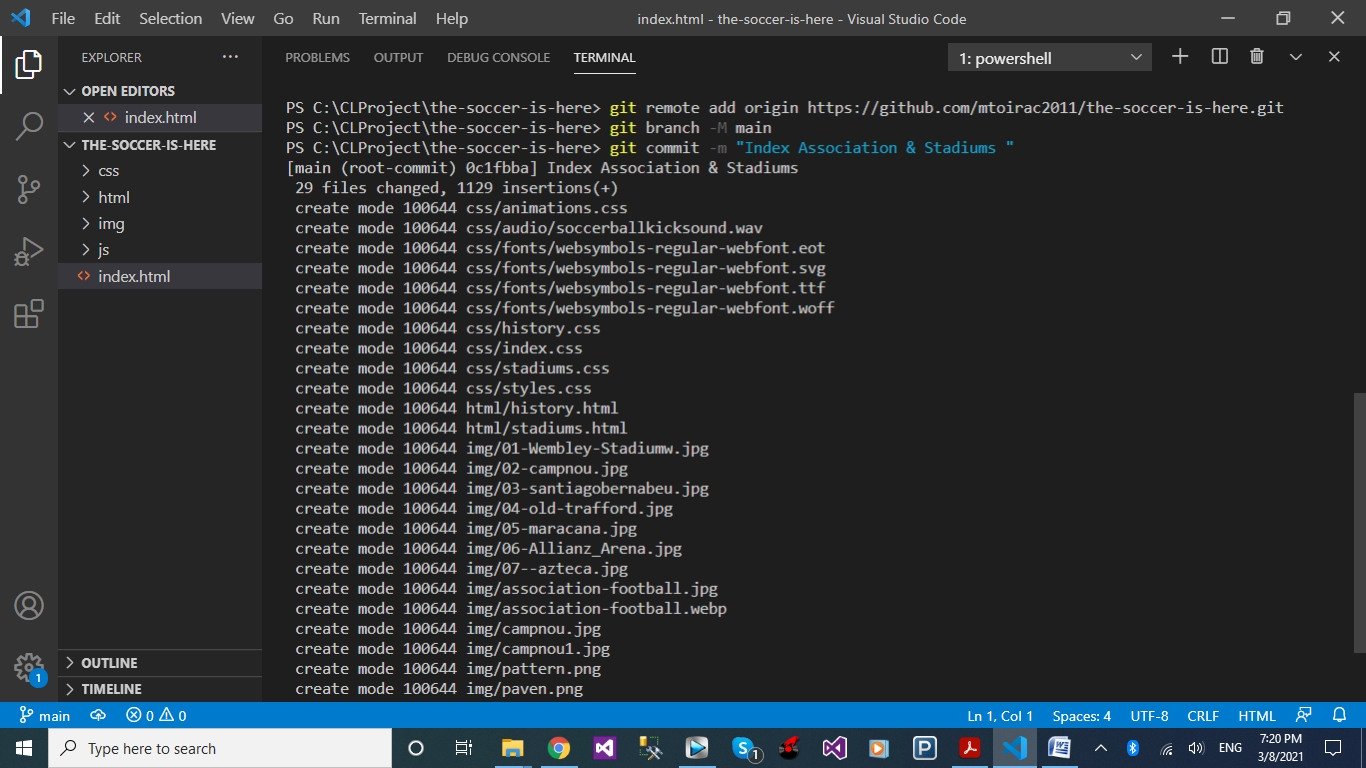 File Edit Selection View Go Run Terminal Help
index.html - the-soccer-is-here - Visual Studio Code
EXPLORER
OPEN EDITORS
index.html
THE-SOCCER-IS-HERE
css
html
img
js
index.html
OUTLINE
TIMELINE
1
PROBLEMS OUTPUT DEBUG CONSOLE TERMINAL
1: powershell
PS C:\CLProject\the-soccer-is-here> git remote add origin https://github.com/mtoirac2011/the-soccer-is-here.git
PS C:\CLProject\the-soccer-is-here> git branch -M main
PS C:\CLProject\the-soccer-is-here> git commit -m "Index Association & Stadiums "
[main (root-commit) 0c1fbba] Index Association & Stadiums
29 files changed, 1129 insertions(+)
create mode 100644 css/animations.css
create mode 100644 css/audio/soccerballkicksound.wav
create mode 100644 css/fonts/websymbols-regular-webfont.eot
create mode 100644 css/fonts/websymbols-regular-webfont.svg
create mode 100644 css/fonts/websymbols-regular-webfont.ttf
create mode 100644 css/fonts/websymbols-regular-webfont.woff
create mode 100644 css/history.css
create mode 100644 css/index.css
create mode 100644 css/stadiums.css
create mode 100644 css/styles.css
create mode 100644 html/history.html
create mode 100644 html/stadiums.html
create mode 100644 img/01-Wembley-Stadiumw.jpg
create mode 100644 img/02-campnou.jpg
create mode 100644 img/03-santiagobernabeu.jpg
create mode 100644 img/04-old-trafford.jpg
create mode 100644 img/05-maracana.jpg
create mode 100644 img/06-Allianz_Arena.jpg
create mode 100644 img/07--azteca.jpg
create mode 100644 img/association-football.jpg
create mode 100644 img/association-football.webp
create mode 100644 img/campnou.jpg
create mode 100644 img/campnou1.jpg
create mode 100644 img/pattern.png
create mode 100644 img/paven.png
main 0 0
Ln 1, Col 1 Spaces: 4 UTF-8 CRLF HTML
Type here to search
S 1
P
W
ENG
7:20 PM
3/8/2021